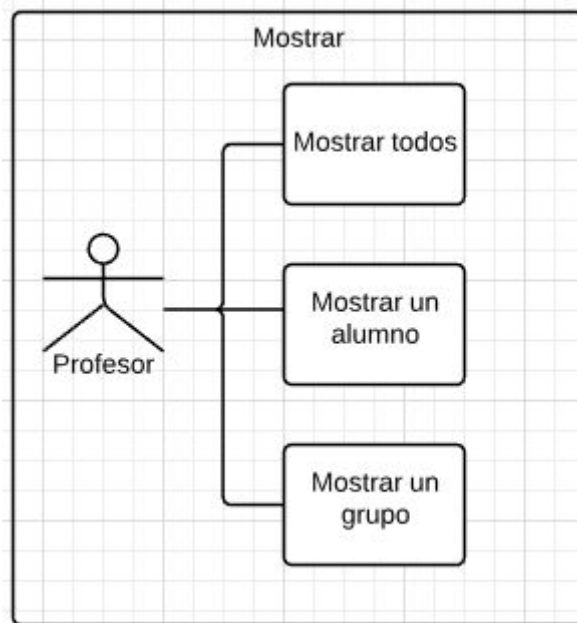 Mostrar
Mostrar todos
Mostrar un
alumno
Profesor
Mostrar un
grupo